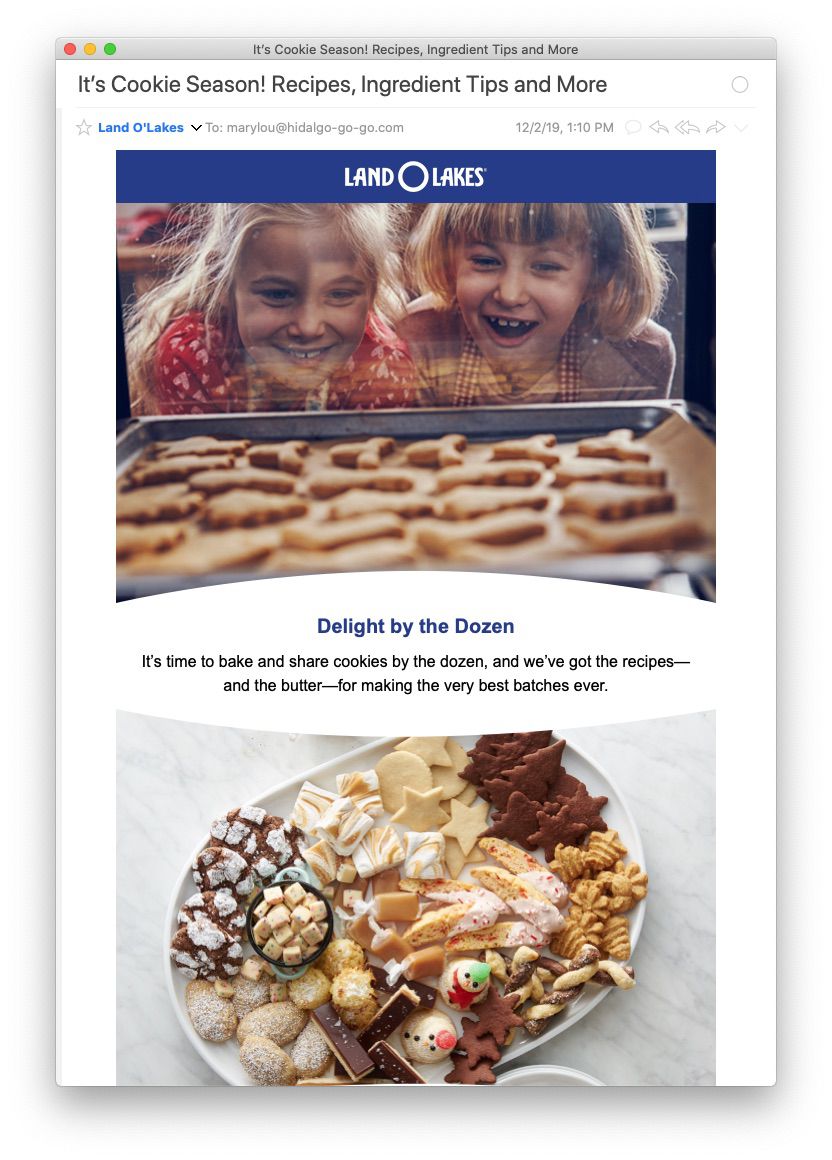 It’s Cookie Season! Recipes, Ingredient Tips and More
It’s Cookie Season! Recipes, Ingredient Tips and More
Land O'Lakes To: marylou@hidalgo-go-go.com 12/2/19, 1:10 PM
LAND O LAKES®
Delight by the Dozen
It’s time to bake and share cookies by the dozen, and we’ve got the recipes—
and the butter—for making the very best batches ever.